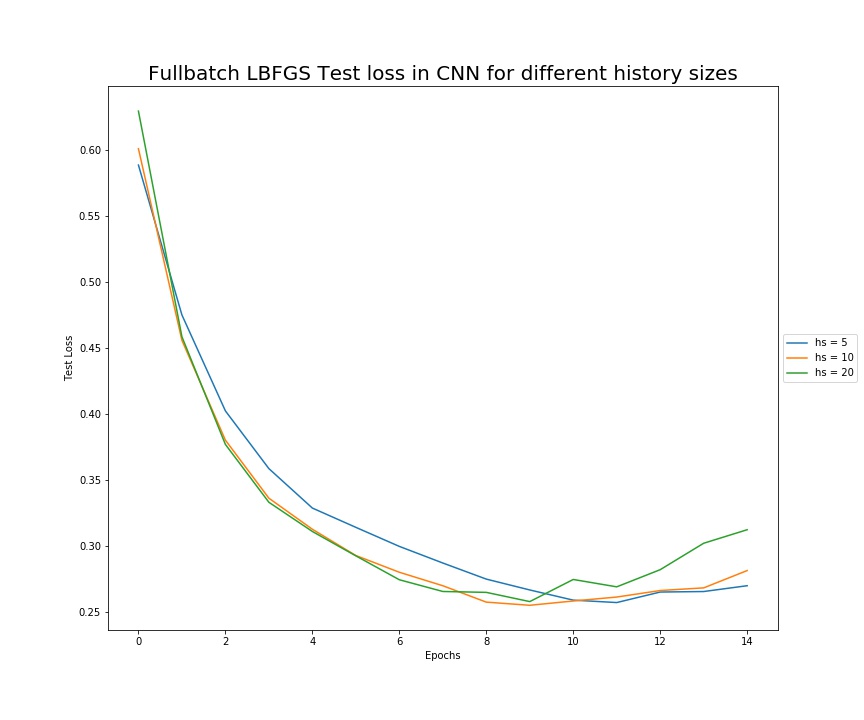 Fullbatch LBFGS Test loss in CNN for different history sizes
0.60
0.55
0.50
0.45
0.40
0.35
0.30
0.25
Test Loss
0 2 4 6 8 10 12 14
Epochs
hs = 5
hs = 10
hs = 20